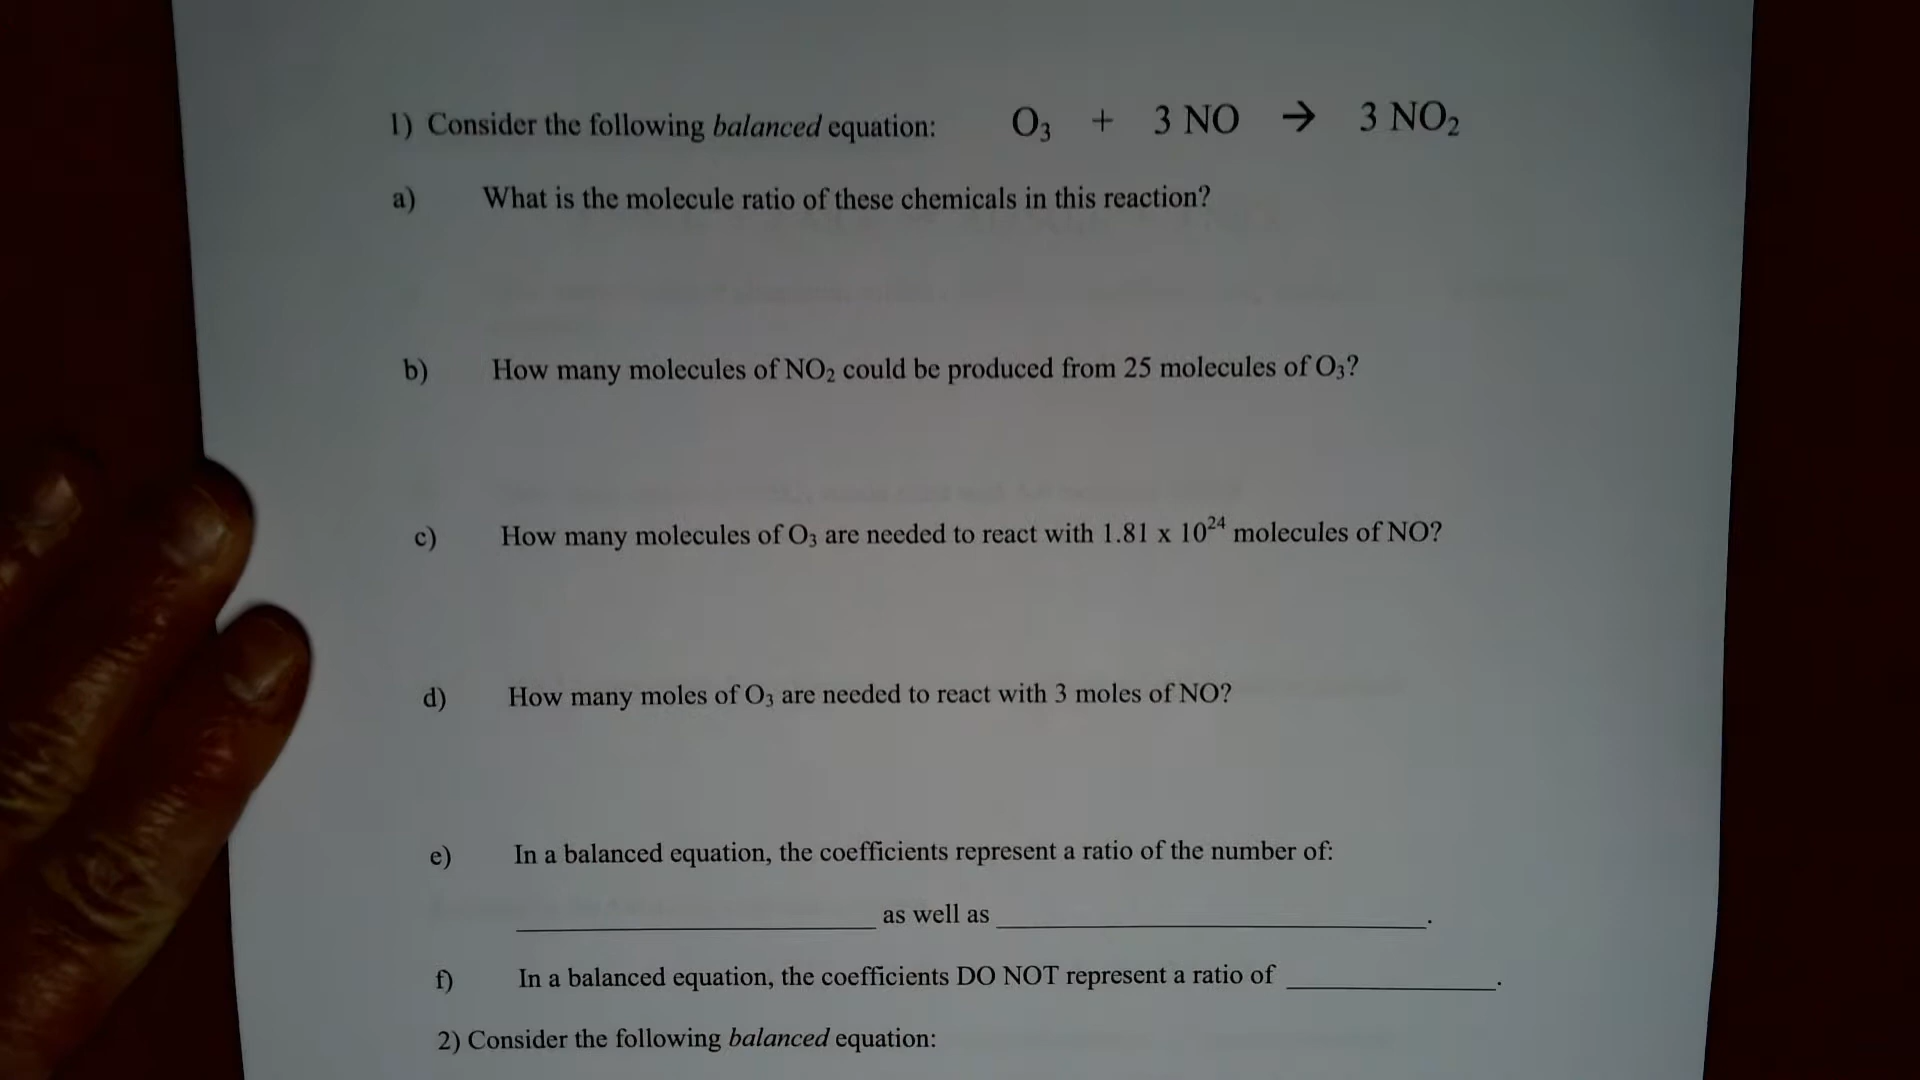 1) Consider the following balanced equation: O₃ + 3 NO → 3 NO₂
a) What is the molecule ratio of these chemicals in this reaction?
b) How many molecules of NO₂ could be produced from 25 molecules of O₃?
c) How many molecules of O₃ are needed to react with 1.81 x 10²⁴ molecules of NO?
d) How many moles of O₃ are needed to react with 3 moles of NO?
e) In a balanced equation, the coefficients represent a ratio of the number of:
__________________ as well as ______________________.
f) In a balanced equation, the coefficients DO NOT represent a ratio of ___________.
2) Consider the following balanced equation: